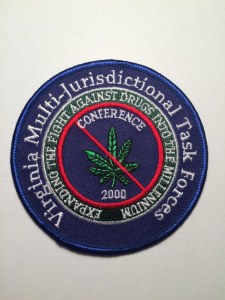 Virginia Multi-Jurisdictional Task Forces
EXPANDING THE FIGHT AGAINST DRUGS INTO THE MILLENNIUM
CONFERENCE
2000